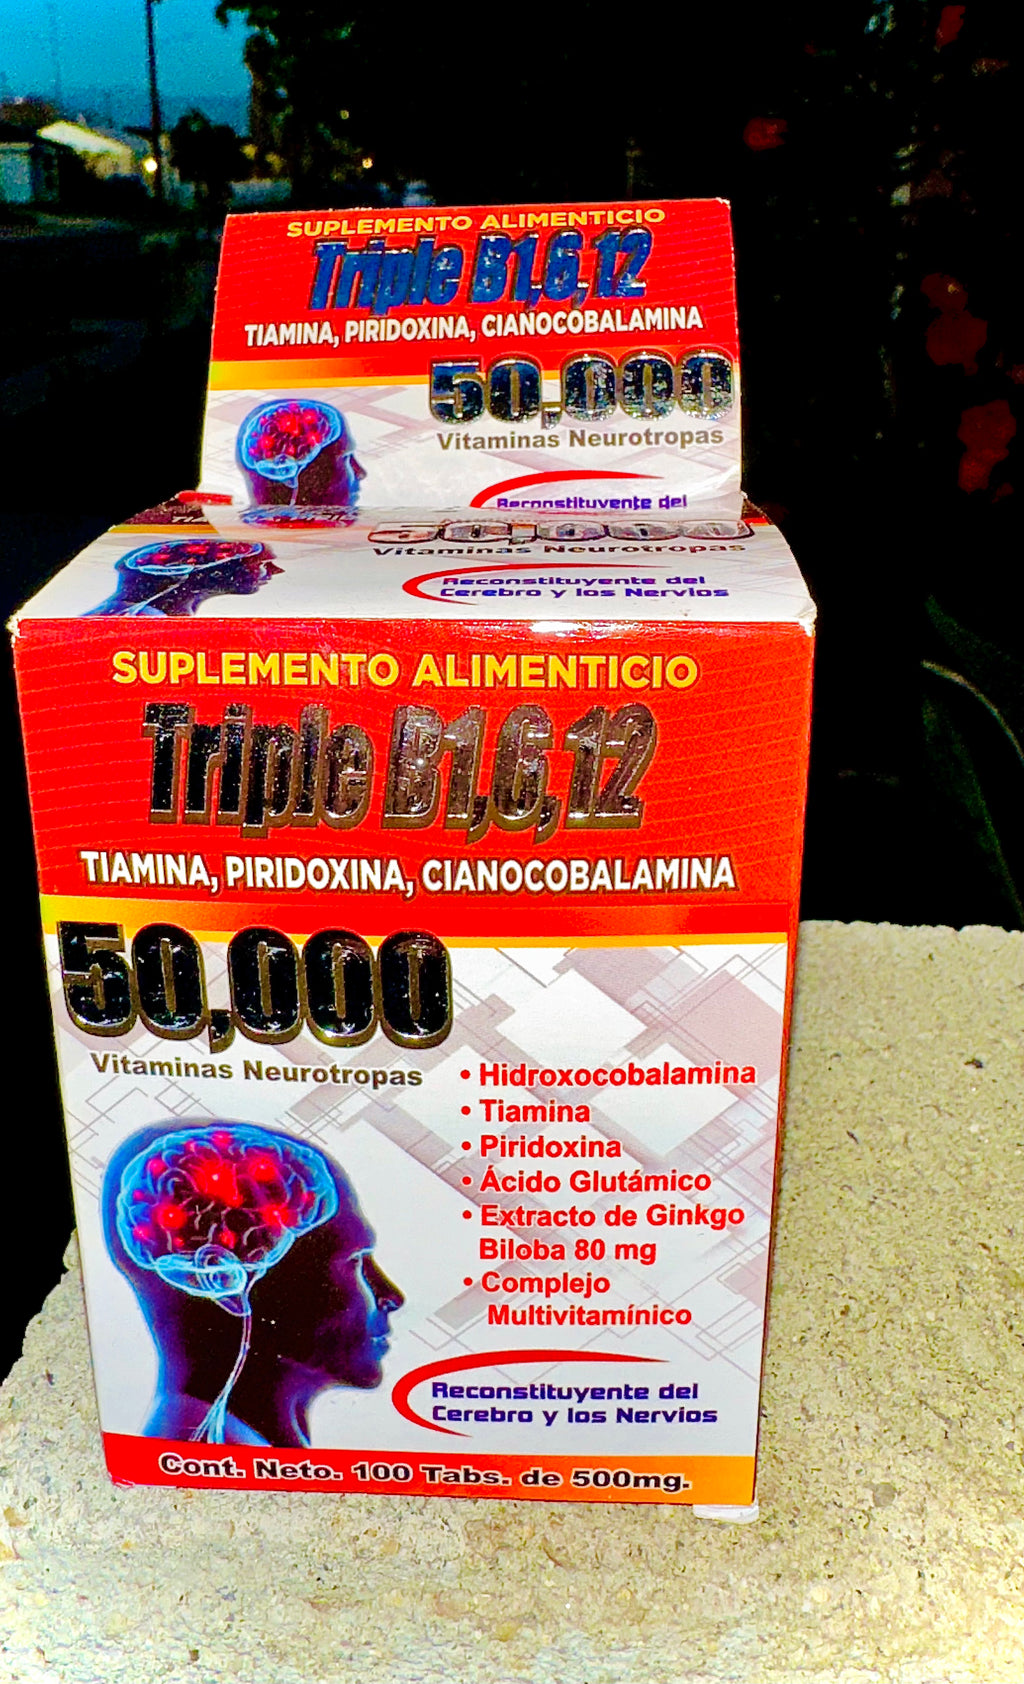 SUPLEMENTO ALIMENTICIO
Triple B1,6,12
TIAMINA, PIRIDOXINA, CIANOCOBALAMINA
50,000
Vitaminas Neurotropas
Reconstituyente del
50,000
Vitaminas Neurotropas
Reconstituyente del
Cerebro y los Nervios
SUPLEMENTO ALIMENTICIO
Triple B1,6,12
TIAMINA, PIRIDOXINA, CIANOCOBALAMINA
50,000
Vitaminas Neurotropas
• Hidroxocobalamina
• Tiamina
• Piridoxina
• Ácido Glutámico
• Extracto de Ginkgo
Biloba 80 mg
• Complejo
Multivitamínico
Reconstituyente del
Cerebro y los Nervios
Cont. Neto. 100 Tabs. de 500mg.